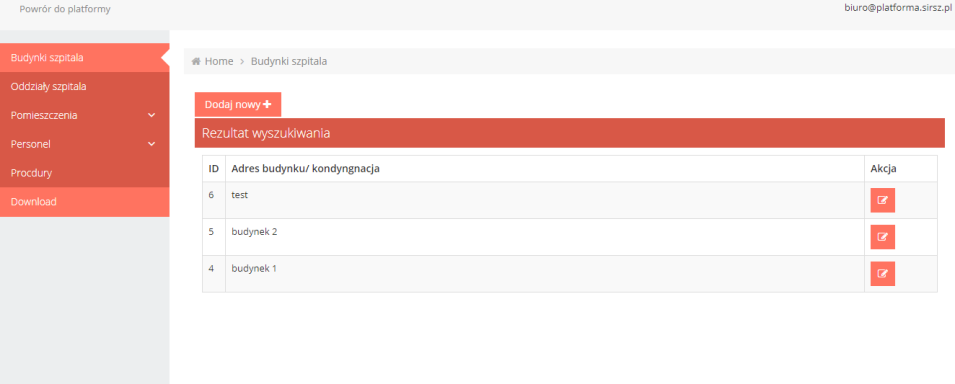 Powrór do platformy
biuro@platforma.sirsz.pl
Budynki szpitala
Oddziały szpitala
Pomieszczenia
Personel
Procdury
Download
Home > Budynki szpitala
Dodaj nowy
Rezultat wyszukiwania
ID Adres budynku/ kondyngnacja Akcja
6 test
5 budynek 2
4 budynek 1